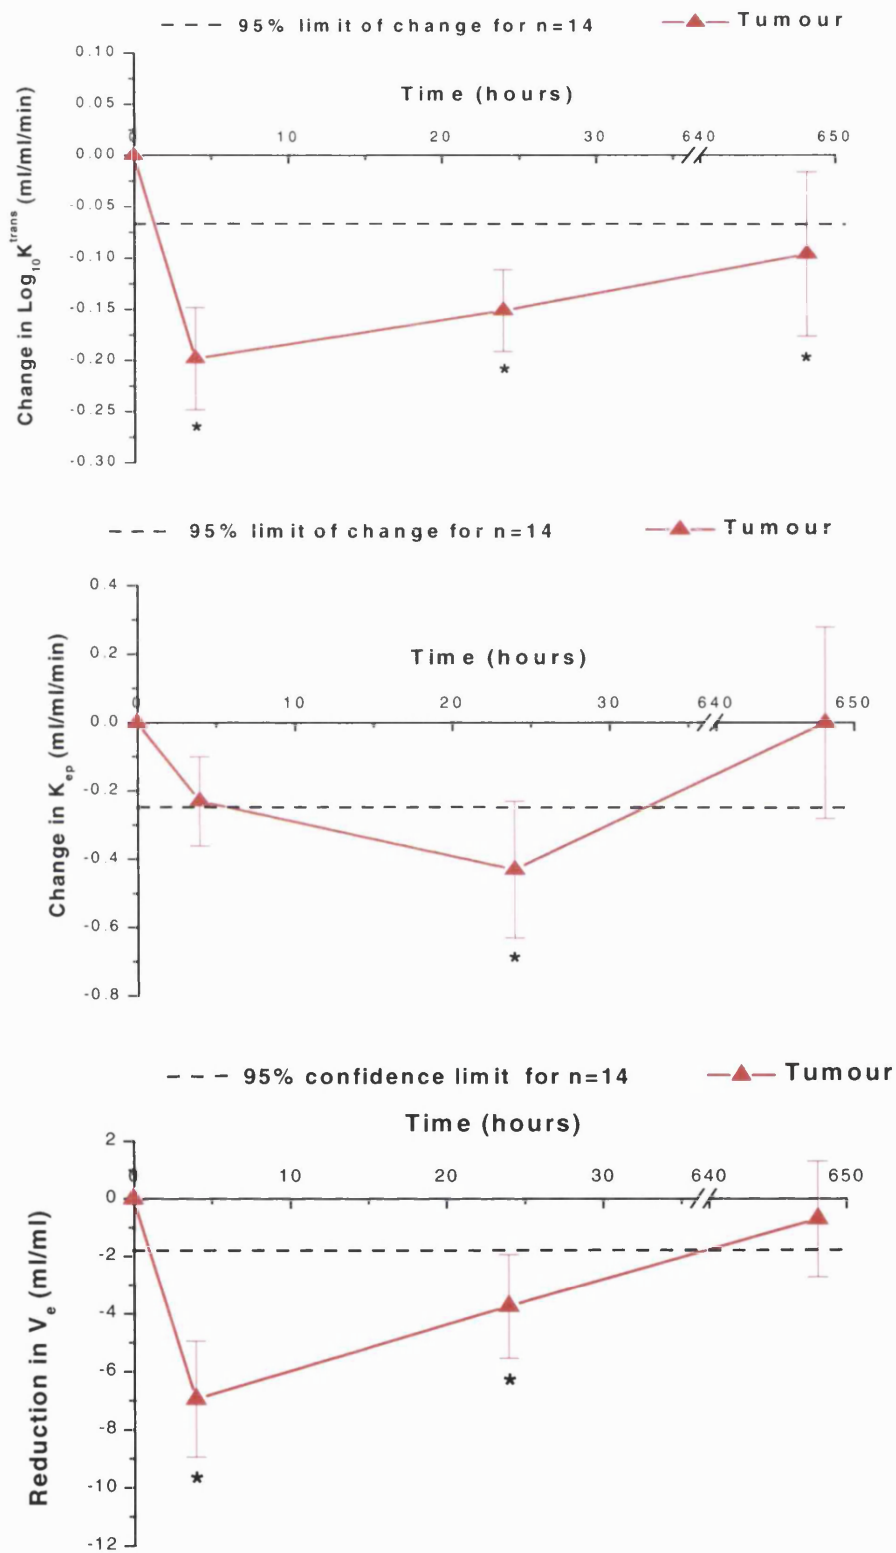 95% limit of change for n=14 Tumour
0.10
Time (hours)
0.05
0 10 20 30 640 650
0.00
-0.05
-0.10
-0.15
-0.20
* * *
-0.25
-0.30
Change in Log10 Ktrans (ml/ml/min)
95% limit of change for n=14 Tumour
0.4
0.2
Time (hours)
0 10 20 30 640 650
0.0
-0.2
-0.4
-0.6
*
-0.8
Change in Kep (ml/ml/min)
95% confidence limit for n=14 Tumour
Time (hours)
2
0 10 20 30 640 650
0
-2
-4
-6
* *
-8
-10
-12
Reduction in Ve (ml/ml)